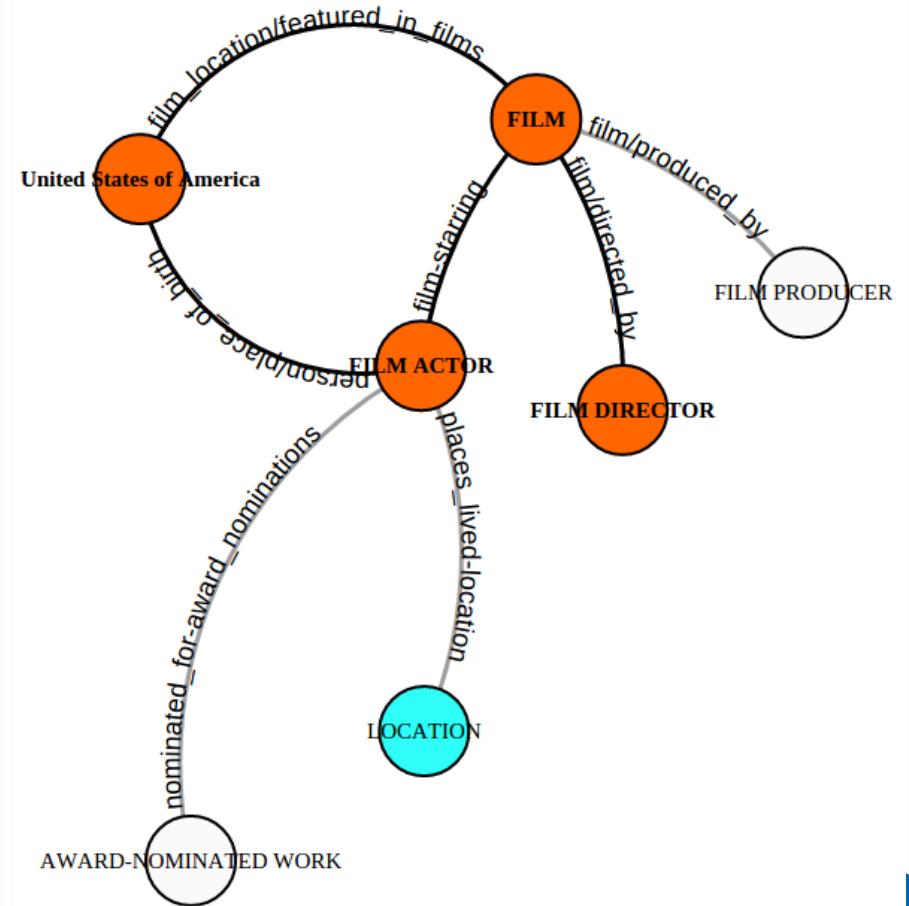 film_location/featured_in_films
FILM
film/produced_by
United States of America
film-starring
film/directed_by
person/place_of_birth
FILM PRODUCER
FILM ACTOR
FILM DIRECTOR
nominated_for-award_nominations
places_lived-location
LOCATION
AWARD-NOMINATED WORK